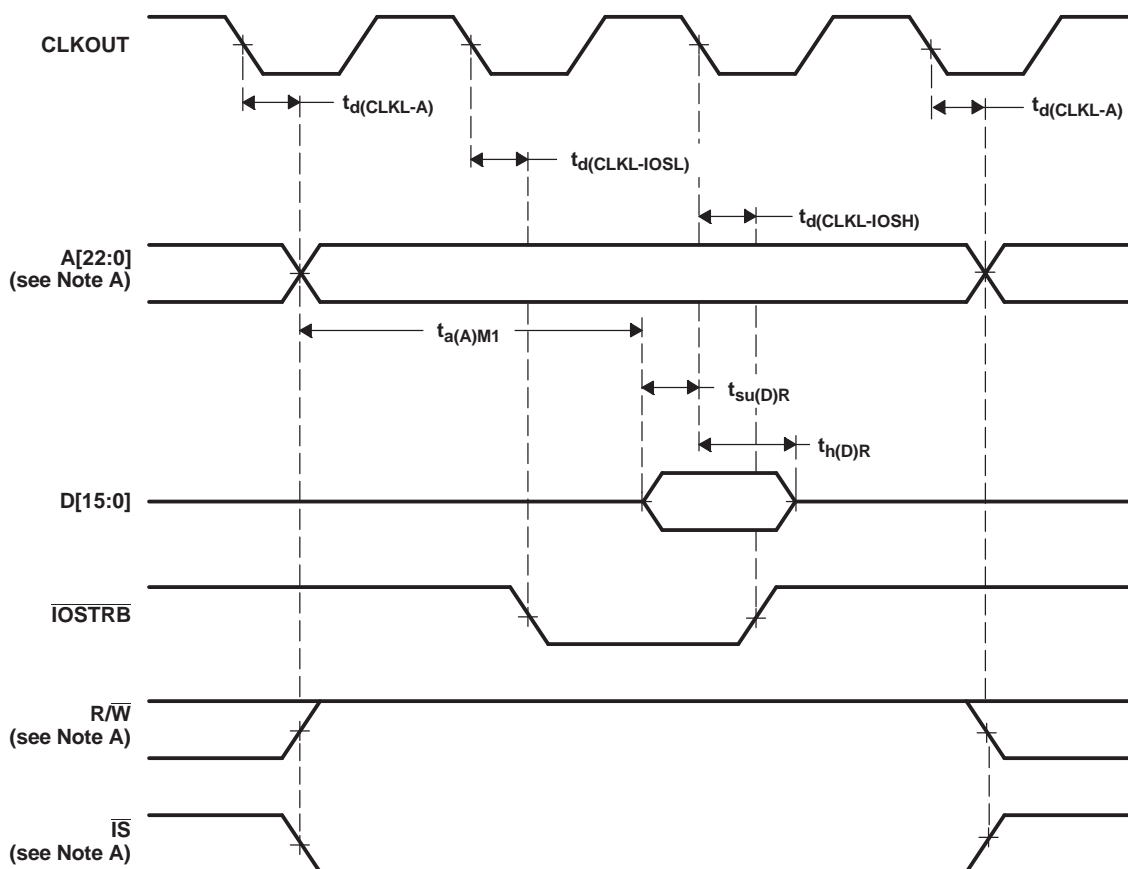 CLKOUT
td(CLKL-A)
td(CLKL-A)
td(CLKL-IOSL)
td(CLKL-IOSH)
A[22:0]
(see Note A)
ta(A)M1
tsu(D)R
th(D)R
D[15:0]
IOSTRB
R/W
(see Note A)
IS
(see Note A)